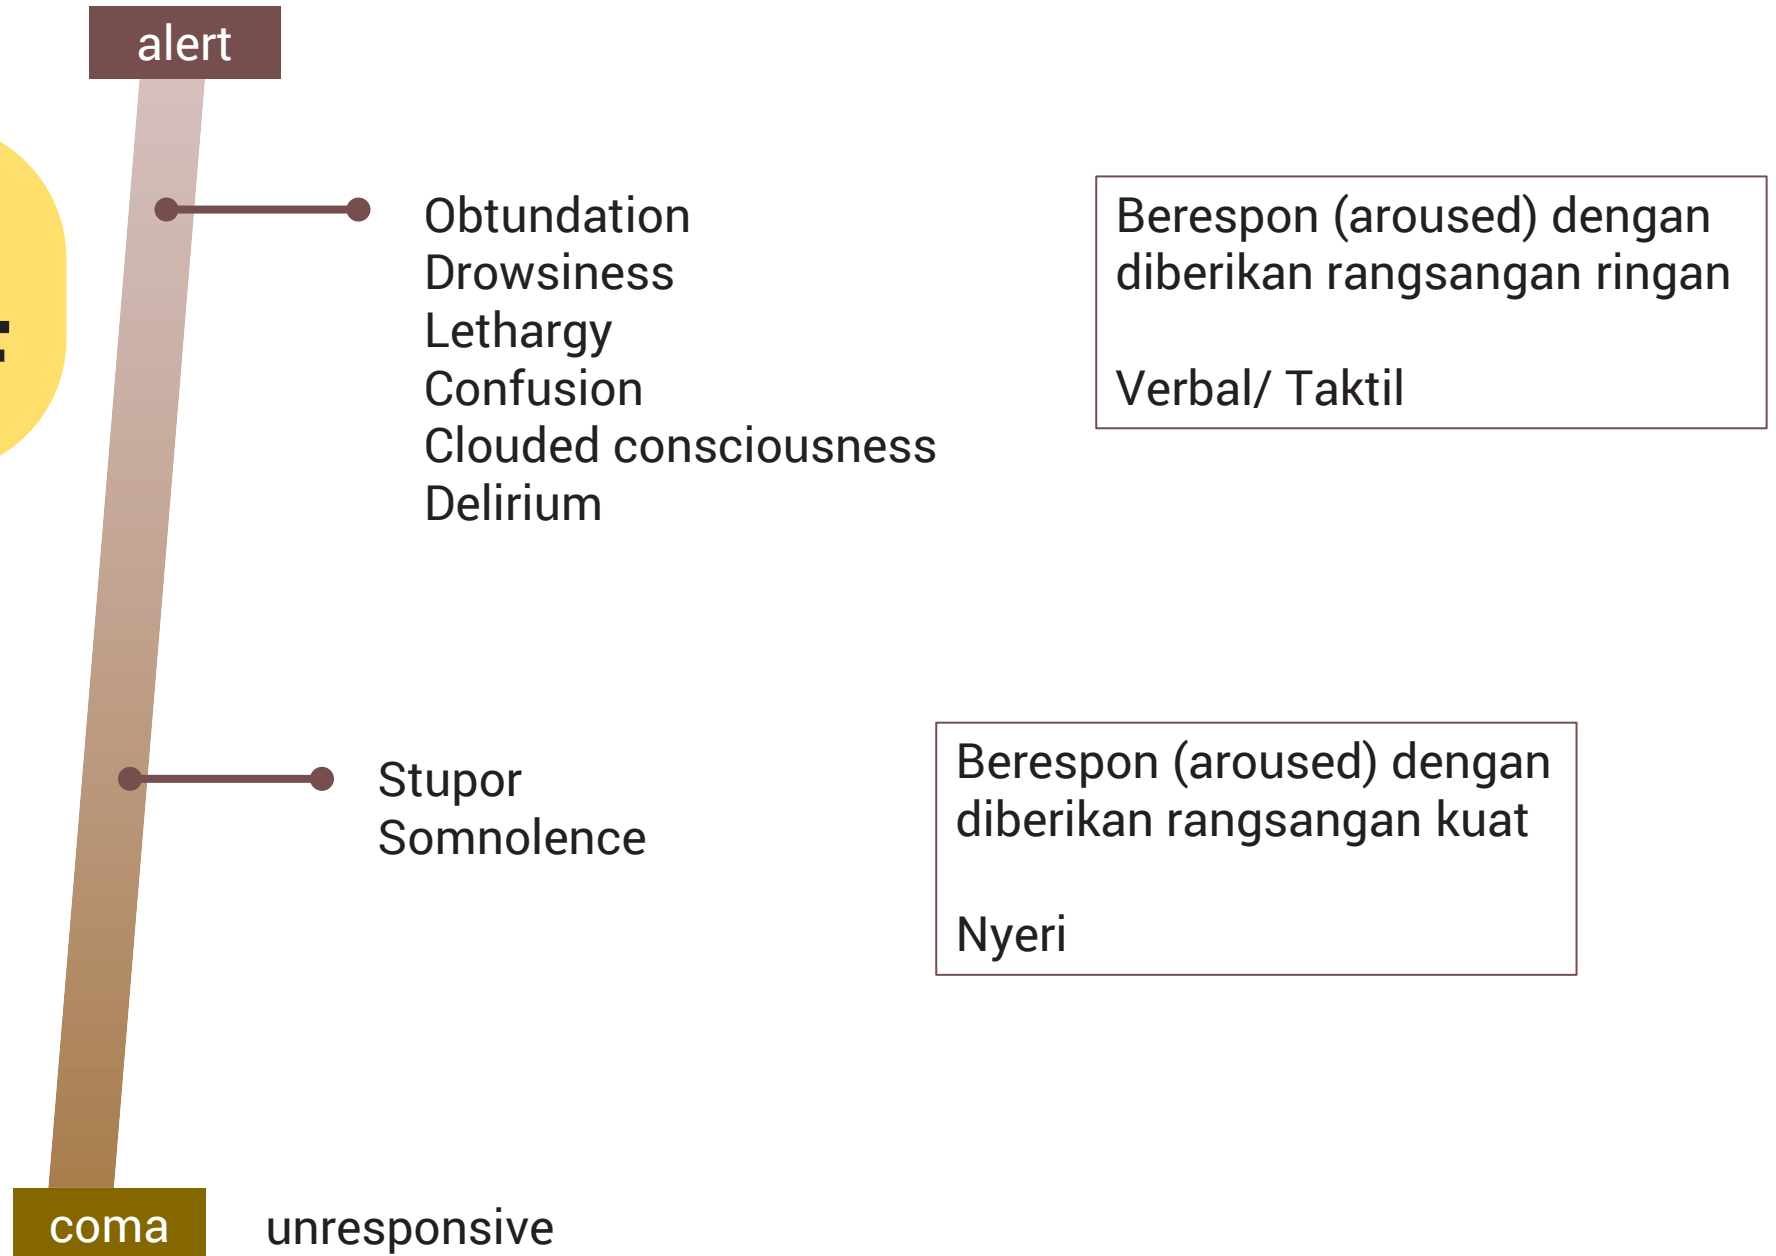 alert
Obtundation
Drowsiness
Lethargy
Confusion
Clouded consciousness
Delirium
Berespon (aroused) dengan
diberikan rangsangan ringan
Verbal/ Taktil
Stupor
Somnolence
Berespon (aroused) dengan
diberikan rangsangan kuat
Nyeri
coma
unresponsive